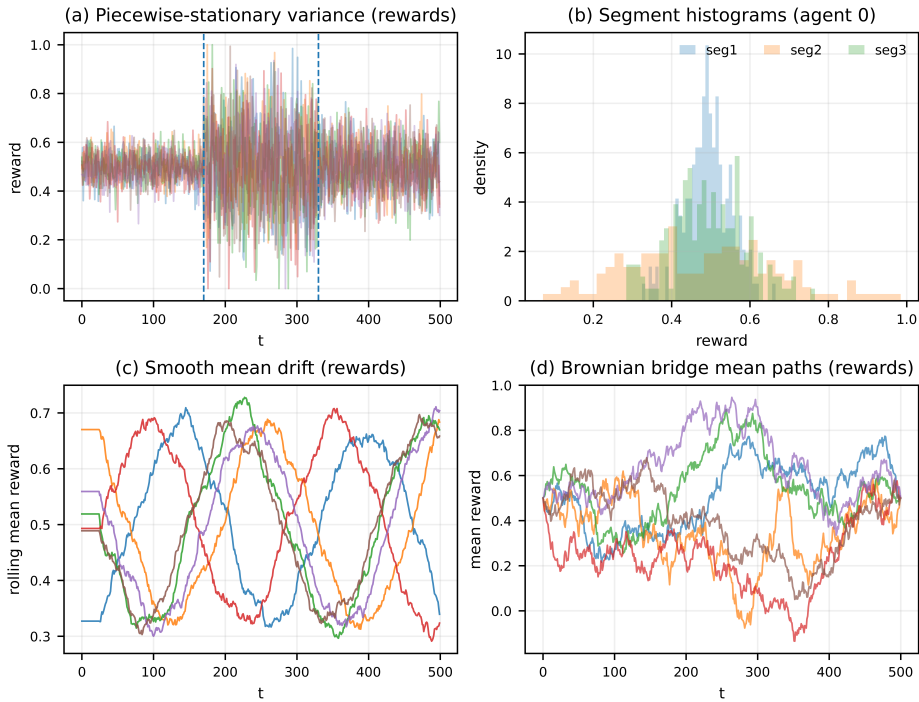 (a) Piecewise-stationary variance (rewards)
1.0
0.8
0.6
0.4
0.2
0.0
reward
0 100 200 300 400 500
t
(b) Segment histograms (agent 0)
seg1 seg2 seg3
10
8
6
4
2
0
density
0.2 0.4 0.6 0.8 1.0
reward
(c) Smooth mean drift (rewards)
0.7
0.6
0.5
0.4
0.3
rolling mean reward
0 100 200 300 400 500
t
(d) Brownian bridge mean paths (rewards)
1.0
0.8
0.6
0.4
0.2
0.0
mean reward
0 100 200 300 400 500
t